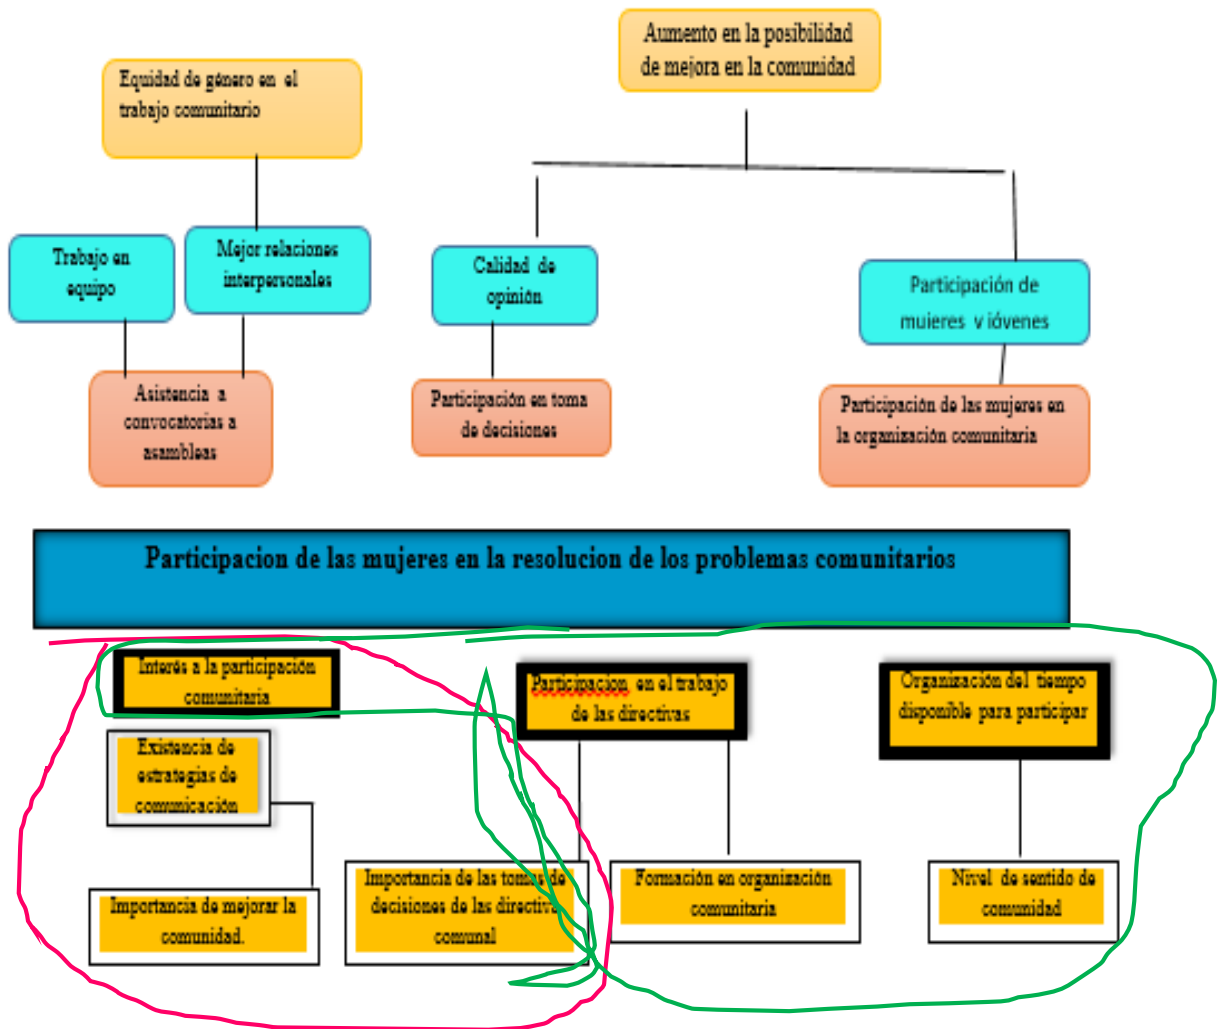 Aumento en la posibilidad
de mejora en la comunidad
Equidad de género en el
trabajo comunitario
Trabajo en
equipo
Mejor relaciones
interpersonales
Calidad de
opinión
Participación de
mujeres y jóvenes
Asistencia a
convocatorias a
asambleas
Participación en toma
de decisiones
Participación de las mujeres en
la organización comunitaria
Participacion de las mujeres en la resolucion de los problemas comunitarios
Interés a la participación
comunitaria
Participacion en el trabajo
de las directivas
Organización del tiempo
disponible para participar
Existencia de
estrategias de
comunicación
Importancia de mejorar la
comunidad.
Importancia de las tomas de
decisiones de las directiva
comunal
Formación en organización
comunitaria
Nivel de sentido de
comunidad